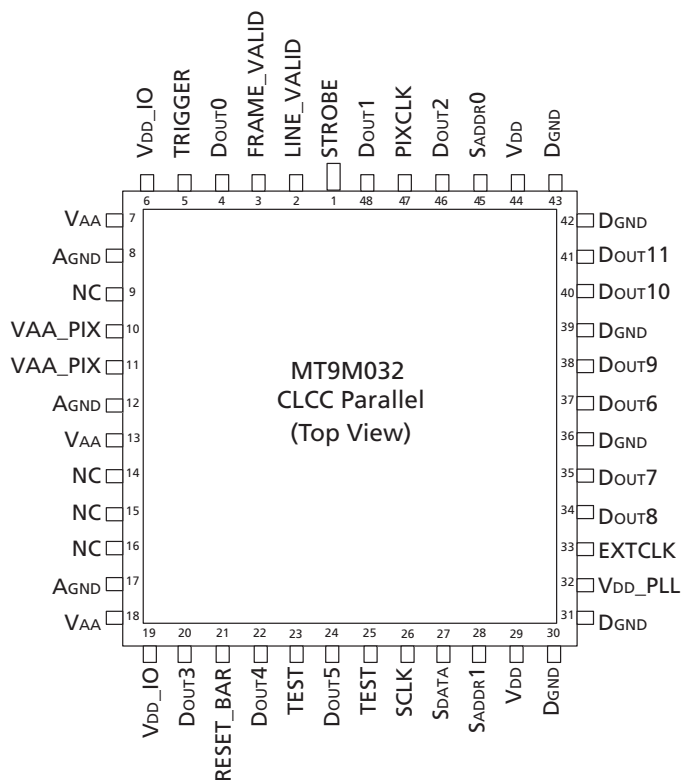 VDD_IO
TRIGGER
DOUT0
FRAME_VALID
LINE_VALID
STROBE
DOUT1
PIXCLK
DOUT2
SADDR0
VDD
DGND
6
5
4
3
2
1
48
47
46
45
44
43
VAA 7
AGND 8
NC 9
VAA_PIX 10
VAA_PIX 11
AGND 12
VAA 13
NC 14
NC 15
NC 16
AGND 17
VAA 18
MT9M032
CLCC Parallel
(Top View)
42 DGND
41 DOUT11
40 DOUT10
39 DGND
38 DOUT9
37 DOUT6
36 DGND
35 DOUT7
34 DOUT8
33 EXTCLK
32 VDD_PLL
31 DGND
19
20
21
22
23
24
25
26
27
28
29
30
VDD_IO
DOUT3
RESET_BAR
DOUT4
TEST
DOUT5
TEST
SCLK
SDATA
SADDR1
VDD
DGND